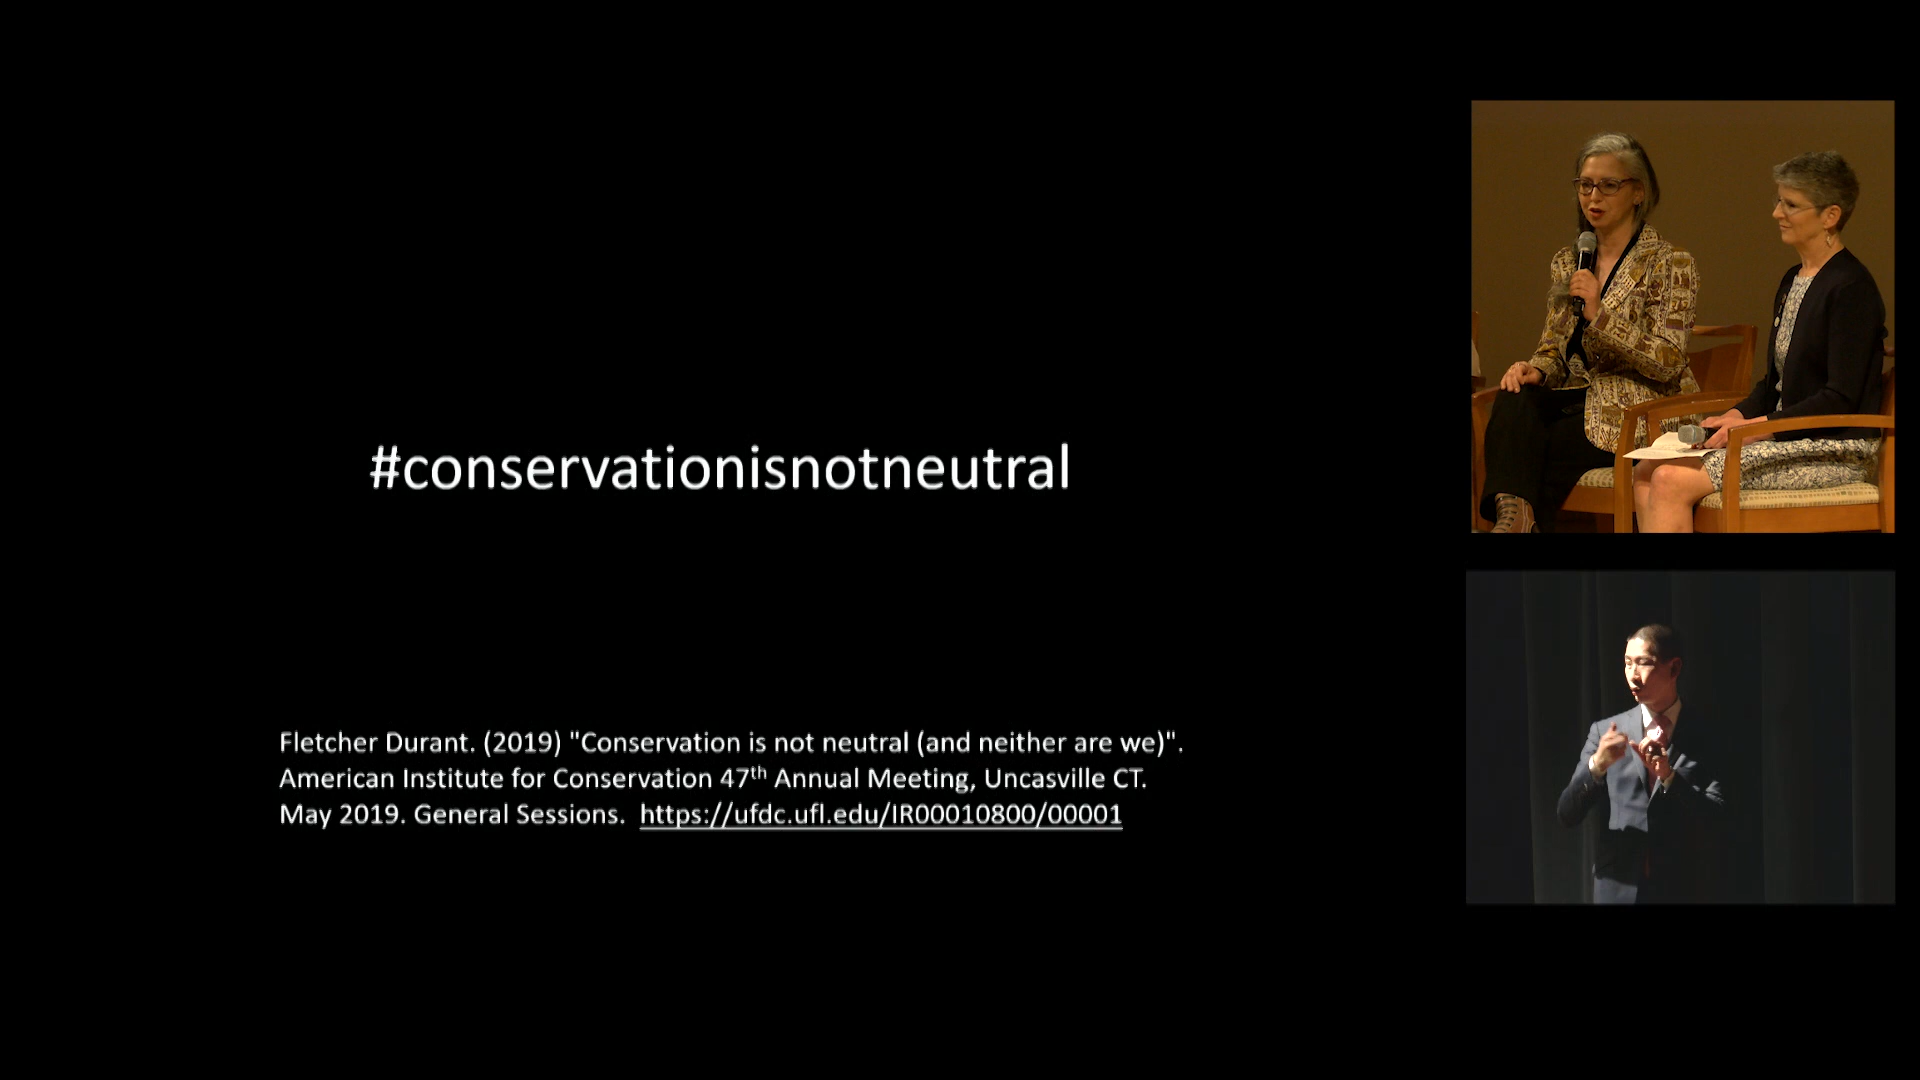 #conservationisnotneutral
Fletcher Durant. (2019) "Conservation is not neutral (and neither are we)".
American Institute for Conservation 47th Annual Meeting, Uncasville CT.
May 2019. General Sessions. https://ufdc.ufl.edu/IR00010800/00001